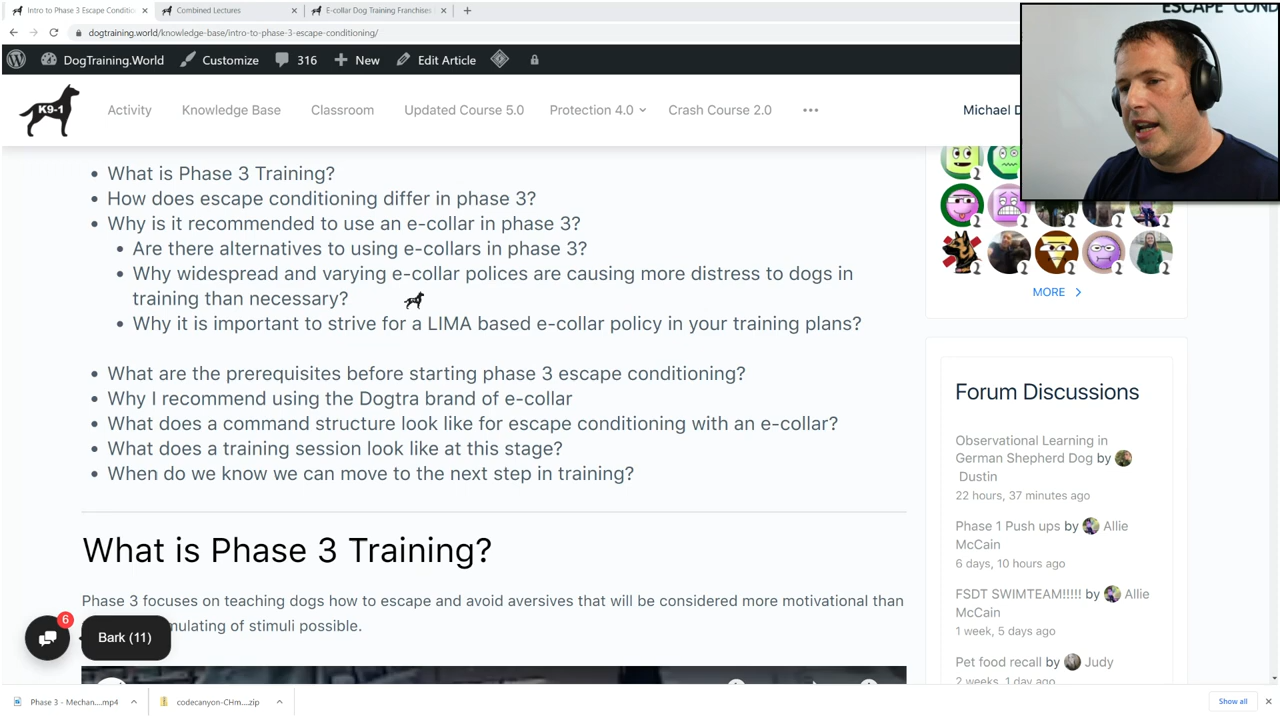 Intro to Phase 3 Escape Conditio
Combined Lectures
E-collar Dog Training Franchises
ESCAPE COND
dogtraining.world/knowledge-base/intro-to-phase-3-escape-conditioning/
DogTraining.World
Customize
316
New
Edit Article
K9-1
Activity
Knowledge Base
Classroom
Updated Course 5.0
Protection 4.0
Crash Course 2.0
Michael D
• What is Phase 3 Training?
• How does escape conditioning differ in phase 3?
• Why is it recommended to use an e-collar in phase 3?
• Are there alternatives to using e-collars in phase 3?
• Why widespread and varying e-collar polices are causing more distress to dogs in
training than necessary?
• Why it is important to strive for a LIMA based e-collar policy in your training plans?
• What are the prerequisites before starting phase 3 escape conditioning?
• Why I recommend using the Dogtra brand of e-collar
• What does a command structure look like for escape conditioning with an e-collar?
• What does a training session look like at this stage?
• When do we know we can move to the next step in training?
What is Phase 3 Training?
Phase 3 focuses on teaching dogs how to escape and avoid aversives that will be considered more motivational than
mulating of stimuli possible.
6
Bark (11)
MORE
Forum Discussions
Observational Learning in
German Shepherd Dog by
Dustin
22 hours, 37 minutes ago
Phase 1 Push ups by Allie
McCain
6 days, 10 hours ago
FSDT SWIMTEAM!!!!! by Allie
McCain
1 week, 5 days ago
Pet food recall by Judy
2 weeks, 1 day ago
Phase 3 - Mechan....mp4
codecanyon-CHm....zip
Show all